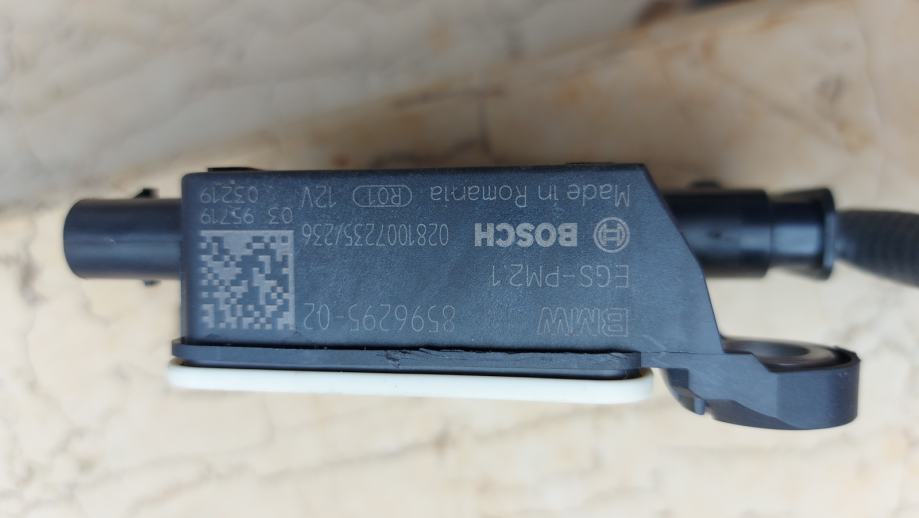 BMW 8596295-02
EGS-PM2.1
BOSCH 0281007235/236
Made in Romania R01 12V
03 95719
03219